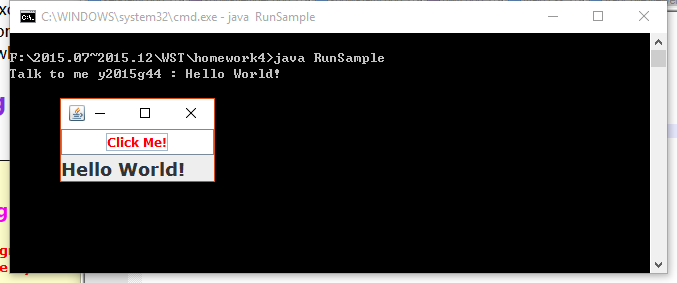 C:\WINDOWS\system32\cmd.exe - java  RunSample
F:\2015.07~2015.12\WST\homework4>java RunSample
Talk to me y2015g44 : Hello World!
Click Me!
Hello World!